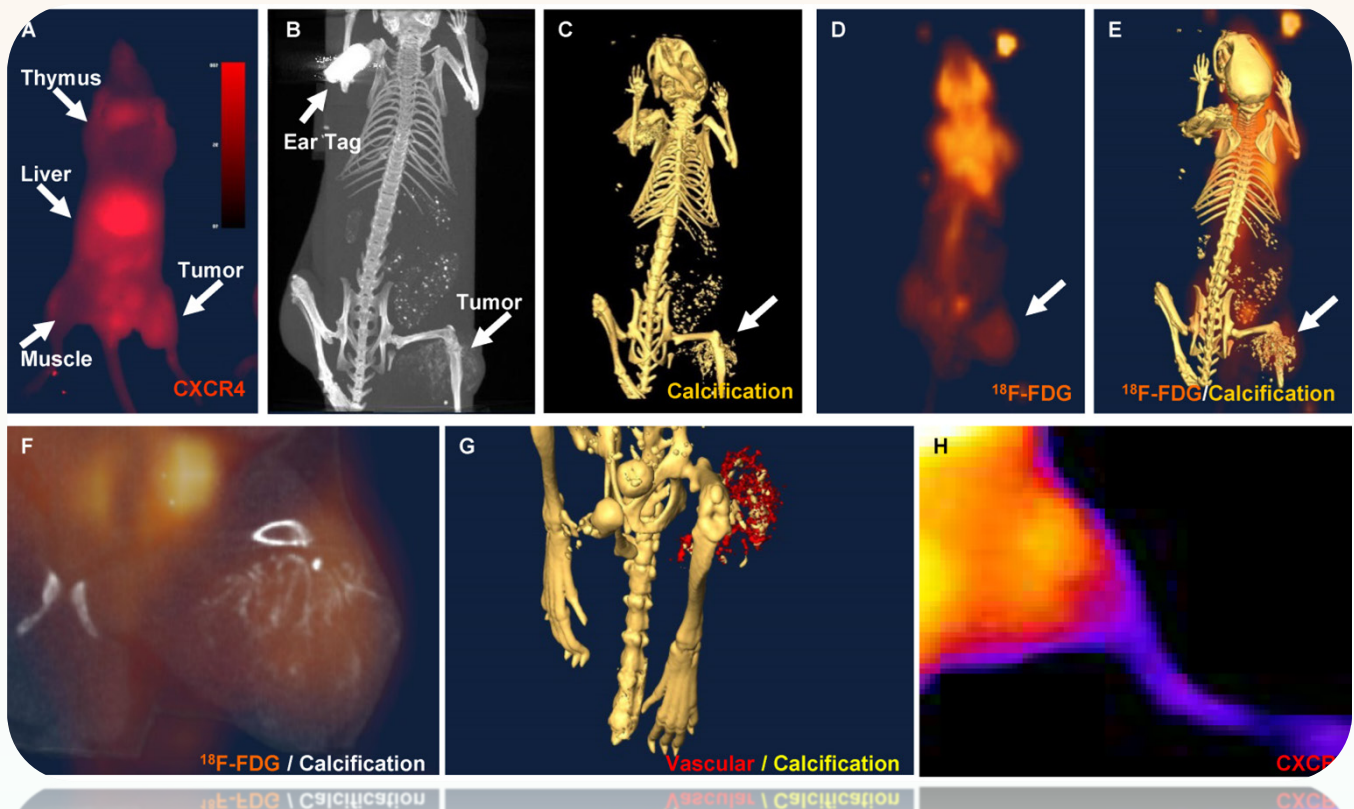 A
Thymus
Liver
Tumor
Muscle
CXCR4
B
Ear Tag
Tumor
C
Calcification
D
18F-FDG
E
18F-FDG/Calcification
F
18F-FDG / Calcification
G
Vascular / Calcification
H
CXCR